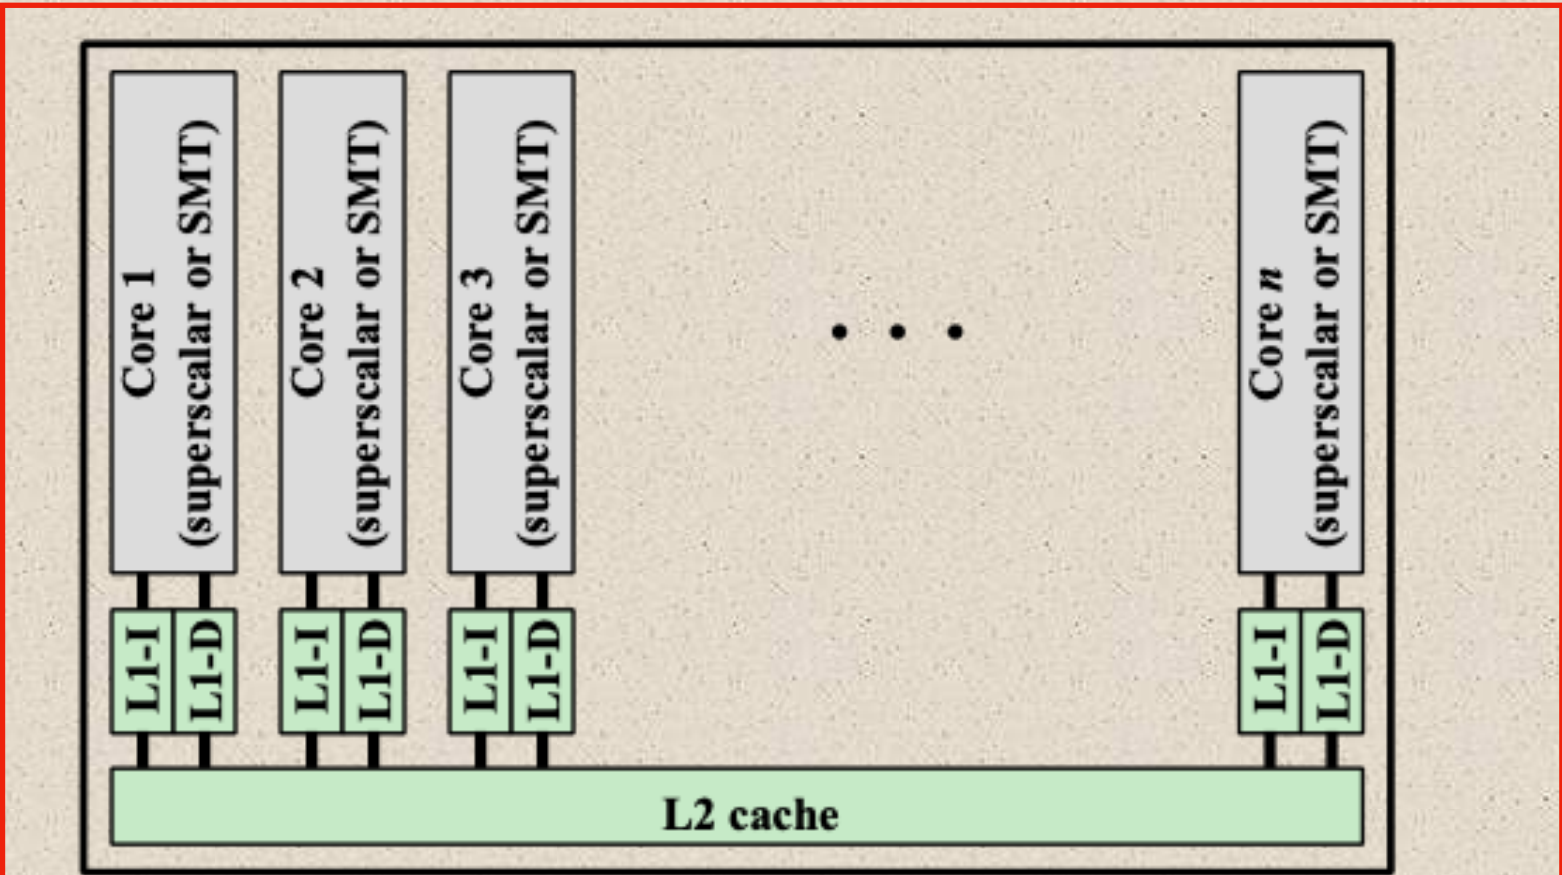 Core 1
(superscalar or SMT)
Core 2
(superscalar or SMT)
Core 3
(superscalar or SMT)
• • •
Core n
(superscalar or SMT)
L1-I
L1-D
L1-I
L1-D
L1-I
L1-D
L1-I
L1-D
L2 cache